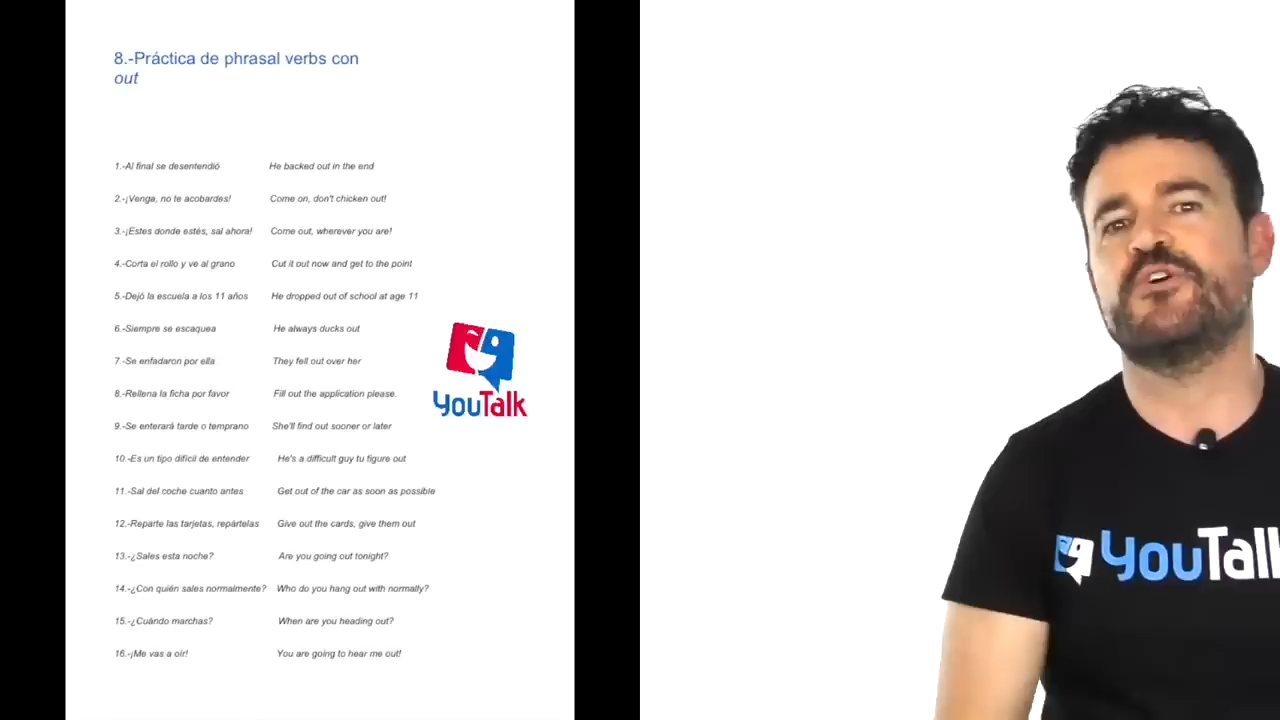 8.-Práctica de phrasal verbs con
out
1.-Al final se desentendió He backed out in the end
2.-¡Venga, no te acobardes! Come on, don't chicken out!
3.-¡Estes donde estés, sal ahora! Come out, wherever you are!
4.-Corta el rollo y ve al grano Cut it out now and get to the point
5.-Dejó la escuela a los 11 años He dropped out of school at age 11
6.-Siempre se escaquea He always ducks out
7.-Se enfadaron por ella They fell out over her
8.-Rellena la ficha por favor Fill out the application please.
9.-Se enterará tarde o temprano She'll find out sooner or later
10.-Es un tipo difícil de entender He's a difficult guy tu figure out
11.-Sal del coche cuanto antes Get out of the car as soon as possible
12.-Reparte las tarjetas, repártelas Give out the cards, give them out
13.-¿Sales esta noche? Are you going out tonight?
14.-¿Con quién sales normalmente? Who do you hang out with normally?
15.-¿Cuándo marchas? When are you heading out?
16.-¡Me vas a oír! You are going to hear me out!
YouTalk
YouTalk